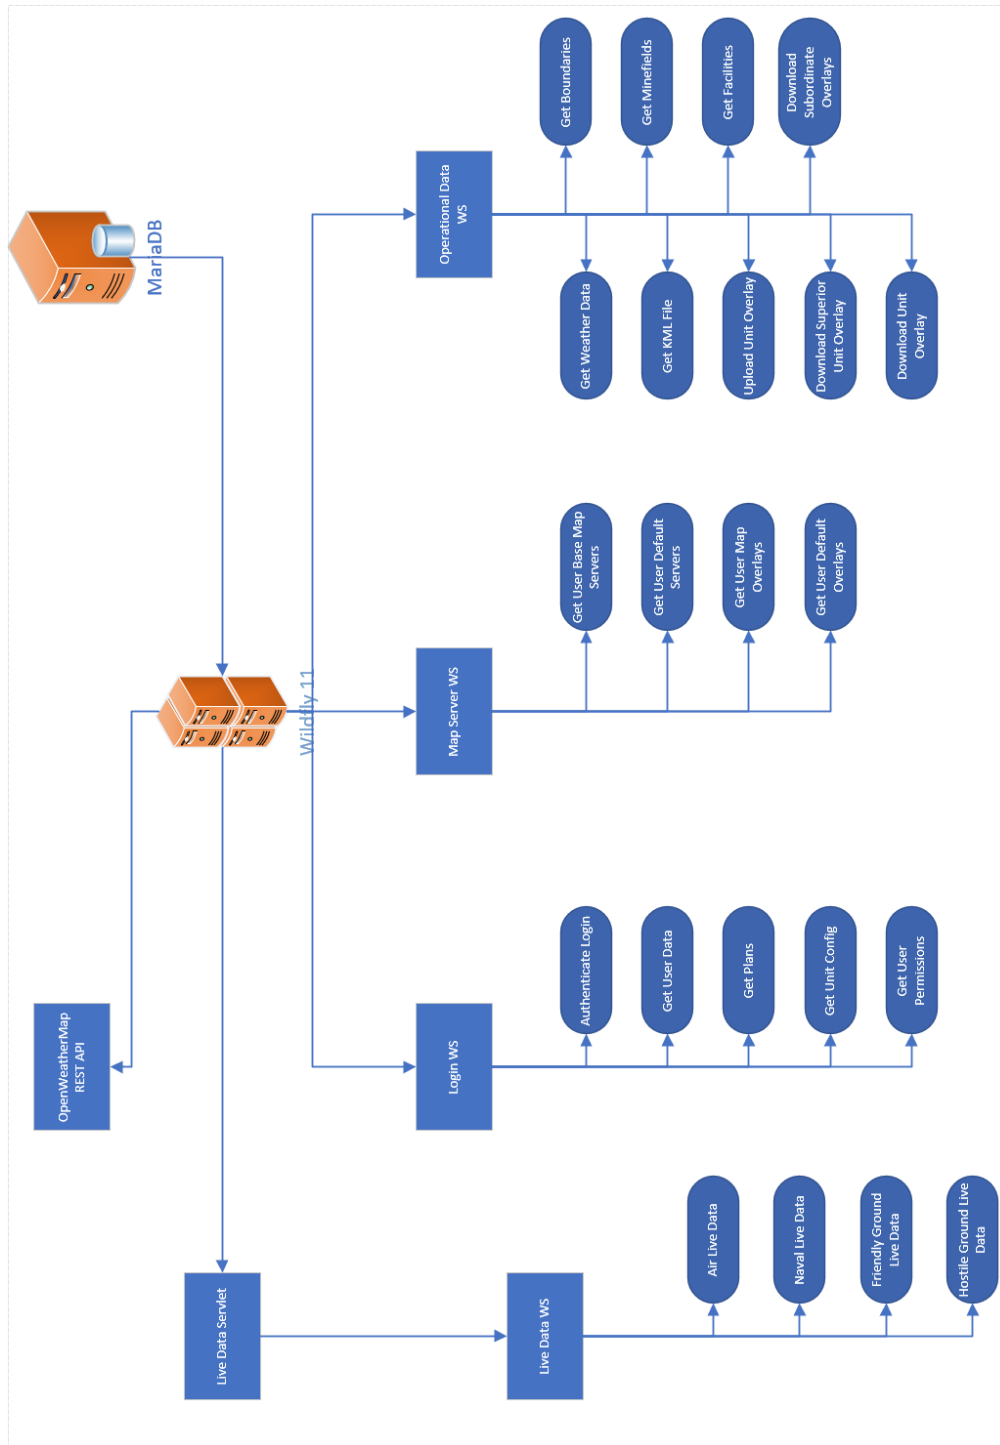 OpenWeatherMap
REST API
MariaDB
Wildfly 11
Live Data Servlet
Login WS
Map Server WS
Operational Data
WS
Live Data WS
Air Live Data
Naval Live Data
Friendly Ground
Live Data
Hostile Ground Live
Data
Authenticate Login
Get User Data
Get Plans
Get Unit Config
Get User
Permissions
Get User Base Map
Servers
Get User Default
Servers
Get User Map
Overlays
Get User Default
Overlays
Get Weather Data
Get KML File
Upload Unit Overlay
Download Superior
Unit Overlay
Download Unit
Overlay
Get Boundaries
Get Minefields
Get Facilities
Download
Subordinate
Overlays